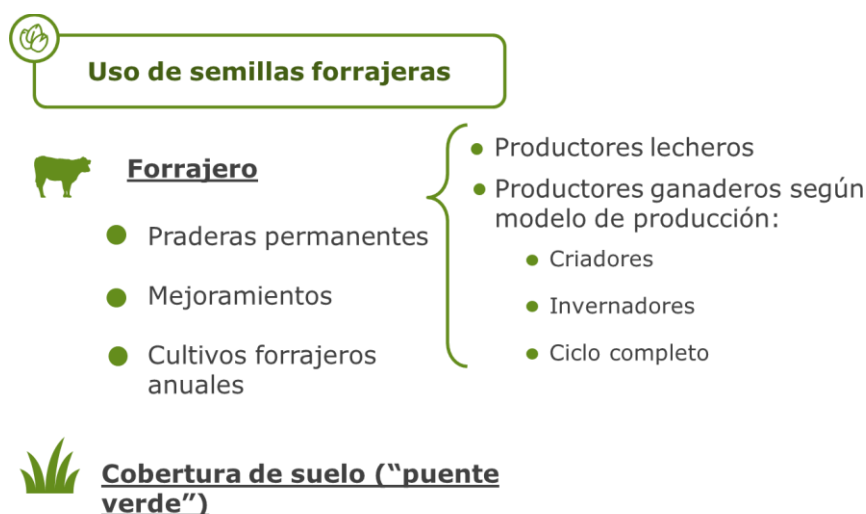 Uso de semillas forrajeras
Forrajero
Praderas permanentes
Mejoramientos
Cultivos forrajeros
anuales
Productores lecheros
Productores ganaderos según
modelo de producción:
Criadores
Invernadores
Ciclo completo
Cobertura de suelo (“puente
verde”)